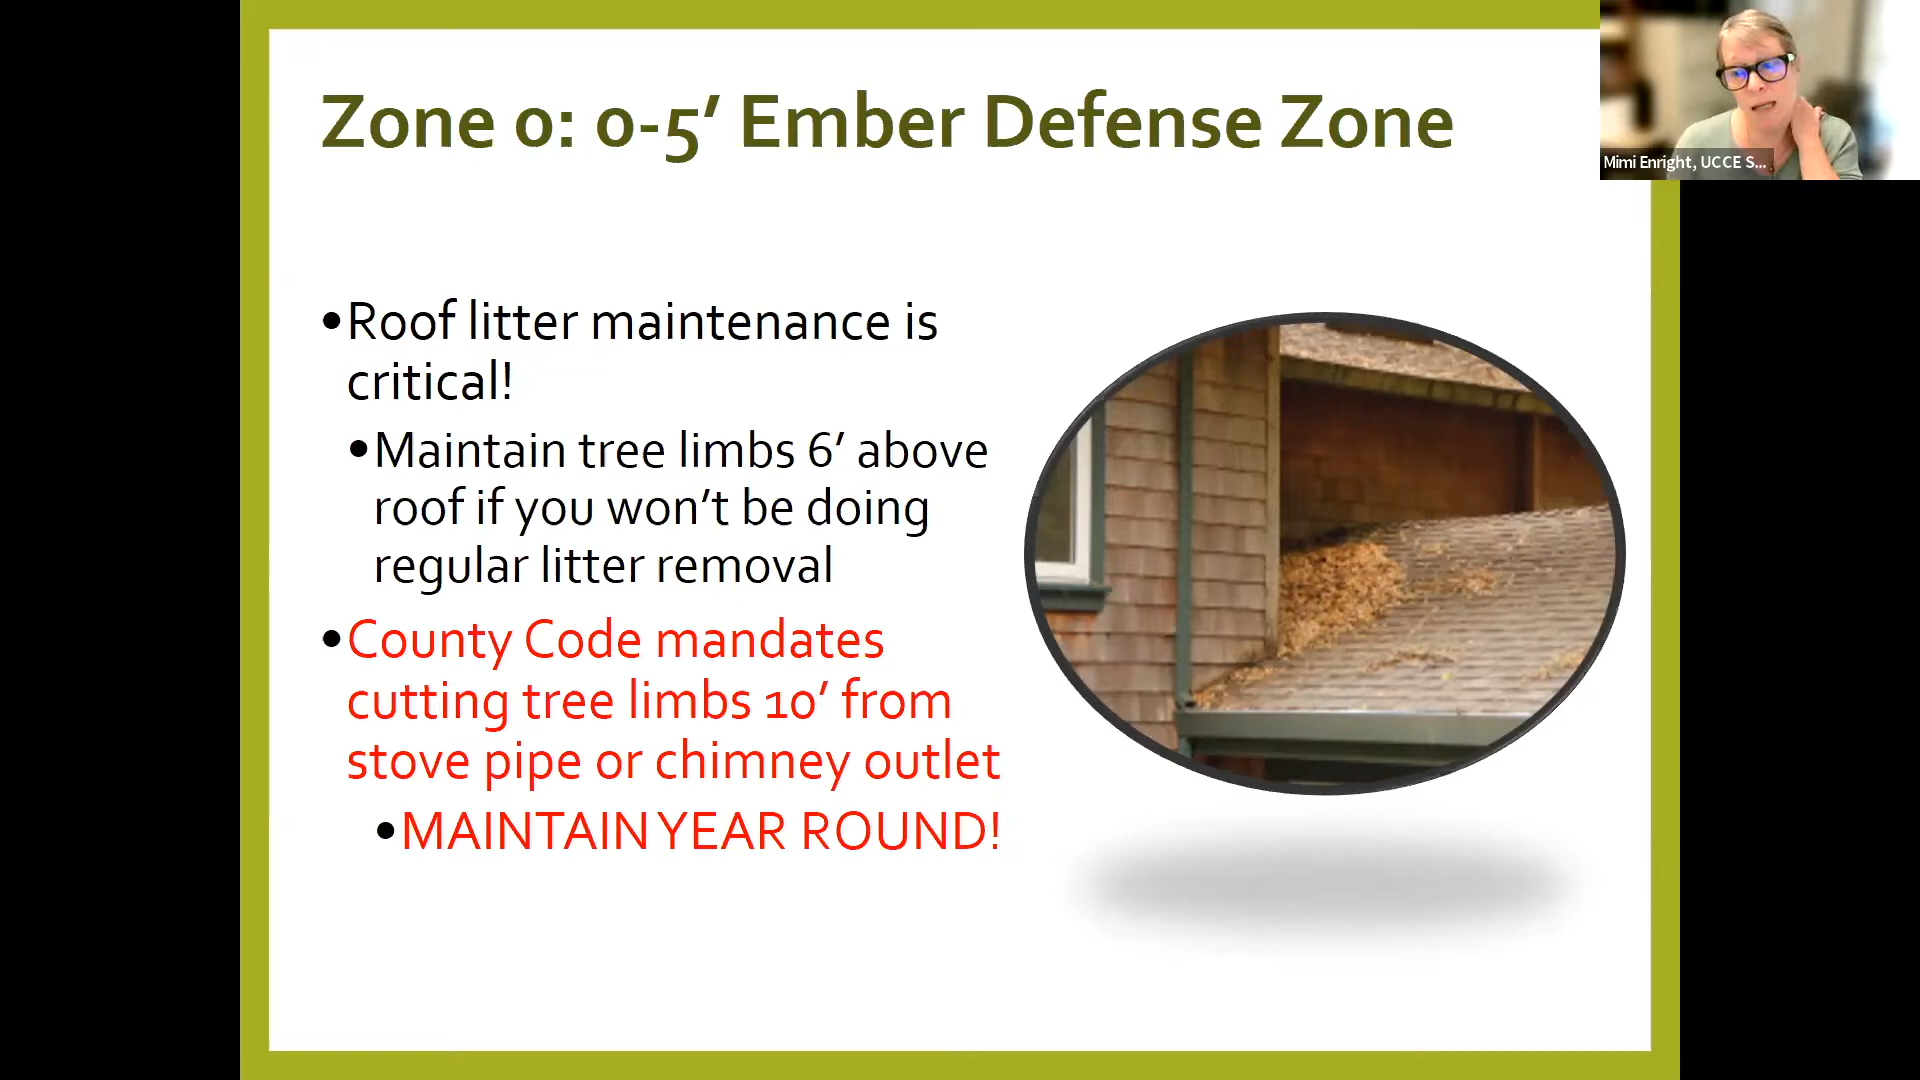 Zone 0: 0-5’ Ember Defense Zone
Mimi Enright, UCCE S...
•Roof litter maintenance is
critical!
•Maintain tree limbs 6’ above
roof if you won’t be doing
regular litter removal
•County Code mandates
cutting tree limbs 10’ from
stove pipe or chimney outlet
•MAINTAIN YEAR ROUND!